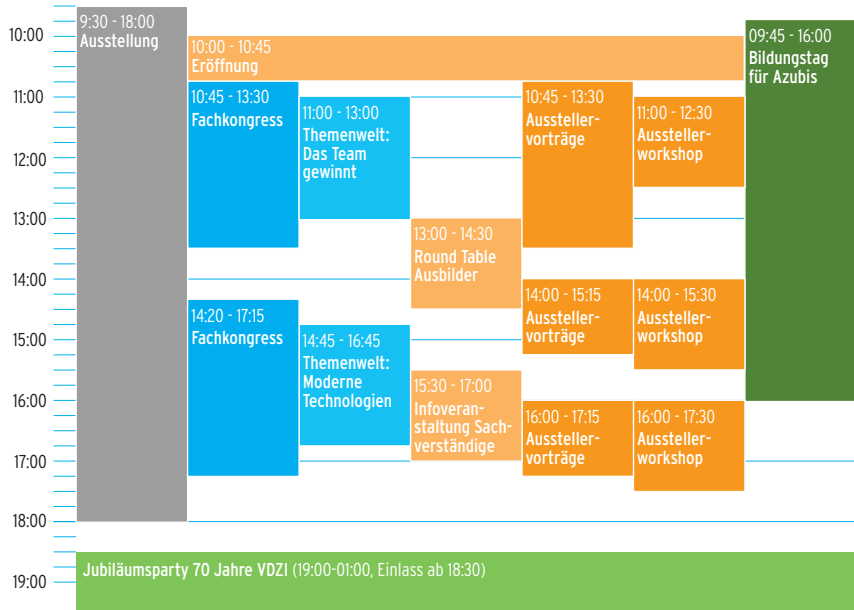 10:00
11:00
12:00
13:00
14:00
15:00
16:00
17:00
18:00
19:00
9:30 - 18:00
Ausstellung
10:00 - 10:45
Eröffnung
10:45 - 13:30
Fachkongress
14:20 - 17:15
Fachkongress
11:00 - 13:00
Themenwelt:
Das Team
gewinnt
14:45 - 16:45
Themenwelt:
Moderne
Technologien
13:00 - 14:30
Round Table
Ausbilder
15:30 - 17:00
Infoveran-
staltung Sach-
verständige
10:45 - 13:30
Aussteller-
vorträge
14:00 - 15:15
Aussteller-
vorträge
16:00 - 17:15
Aussteller-
vorträge
11:00 - 12:30
Aussteller-
workshop
14:00 - 15:30
Aussteller-
workshop
16:00 - 17:30
Aussteller-
workshop
09:45 - 16:00
Bildungstag
für Azubis
Jubiläumsparty 70 Jahre VDZI (19:00-01:00, Einlass ab 18:30)